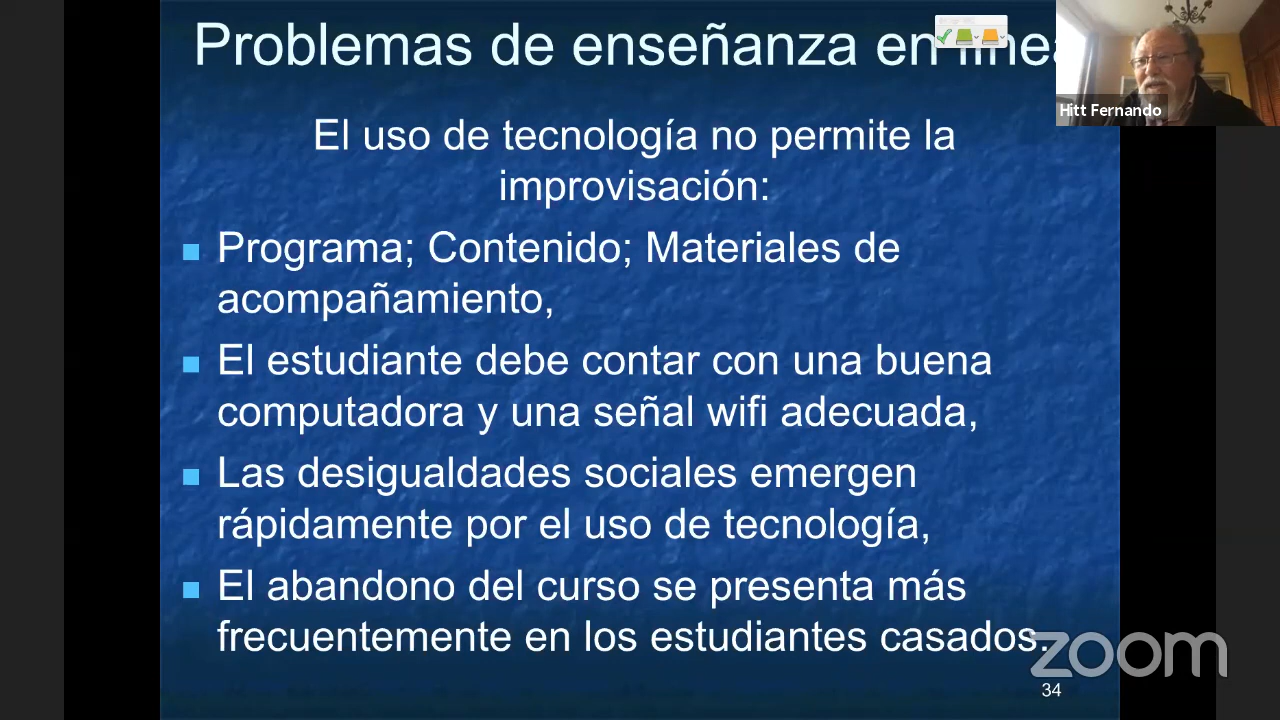 Problemas de enseñanza en línea
Hitt Fernando
El uso de tecnología no permite la
improvisación:
Programa; Contenido; Materiales de
acompañamiento,
El estudiante debe contar con una buena
computadora y una señal wifi adecuada,
Las desigualdades sociales emergen
rápidamente por el uso de tecnología,
El abandono del curso se presenta más
frecuentemente en los estudiantes casados.
zoom
34